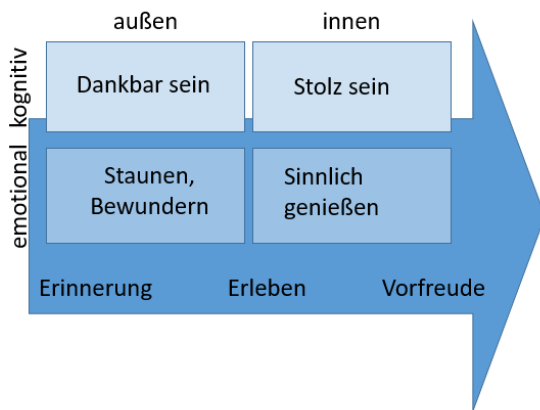 außen innen
kognitiv
Dankbar sein Stolz sein
emotional
Staunen, Sinnlich
Bewundern genießen
Erinnerung Erleben Vorfreude